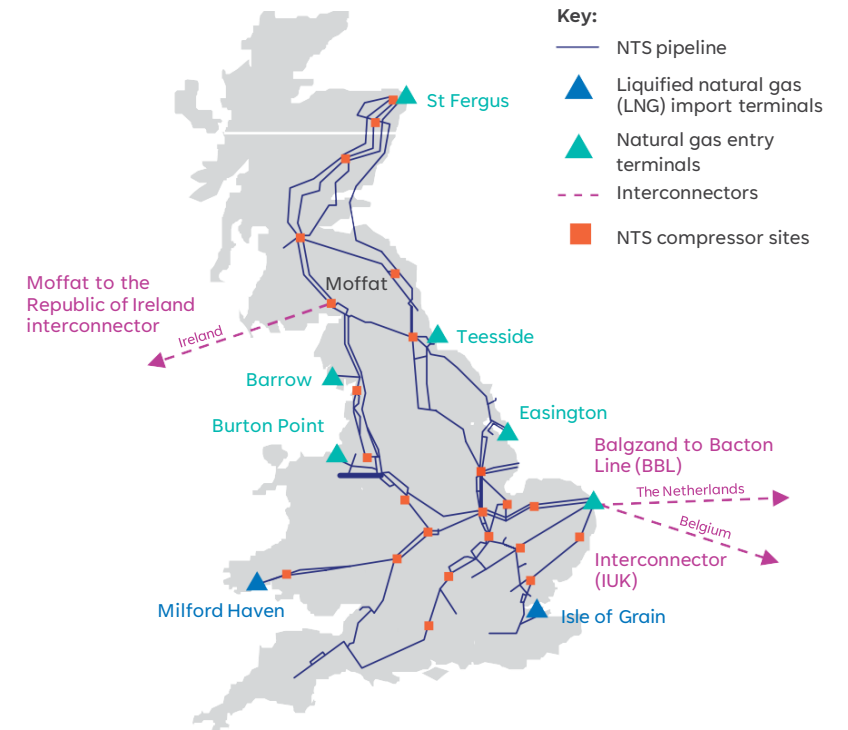 Key:
NTS pipeline
Liquified natural gas
(LNG) import terminals
Natural gas entry
terminals
Interconnectors
NTS compressor sites
St Fergus
Moffat to the
Republic of Ireland
interconnector
Moffat
Ireland
Teesside
Barrow
Burton Point
Easington
Balgzand to Bacton
Line (BBL)
The Netherlands
Belgium
Interconnector
(IUK)
Milford Haven
Isle of Grain